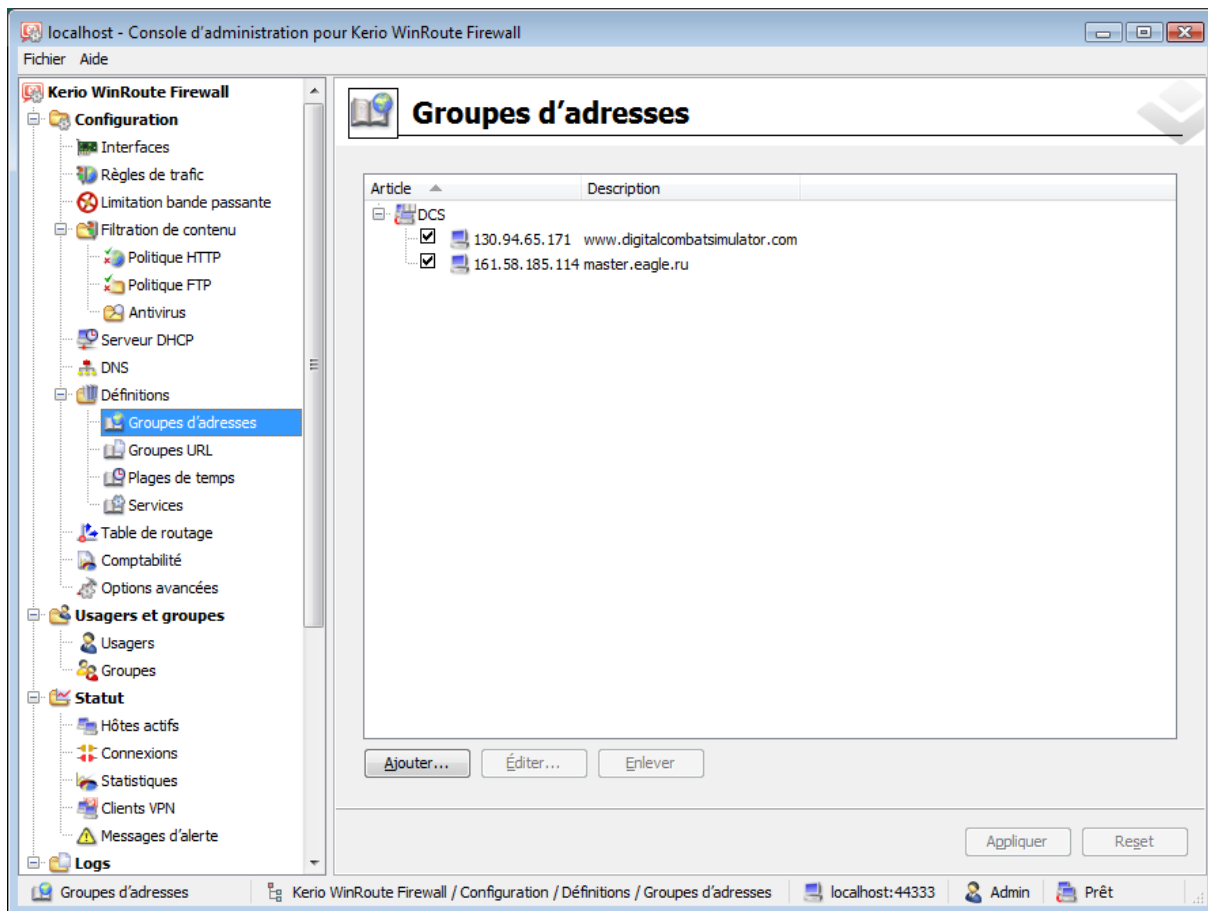 localhost - Console d'administration pour Kerio WinRoute Firewall
Fichier Aide
Kerio WinRoute Firewall
Configuration
Interfaces
Règles de trafic
Limitation bande passante
Filtration de contenu
Politique HTTP
Politique FTP
Antivirus
Serveur DHCP
DNS
Définitions
Groupes d'adresses
Groupes URL
Plages de temps
Services
Table de routage
Comptabilité
Options avancées
Usagers et groupes
Usagers
Groupes
Statut
Hôtes actifs
Connexions
Statistiques
Clients VPN
Messages d'alerte
Logs
Groupes d'adresses
Article Description
DCS
130.94.65.171 www.digitalcombatsimulator.com
161.58.185.114 master.eagle.ru
Ajouter... Éditer... Enlever
Appliquer Reset
Groupes d'adresses Kerio WinRoute Firewall / Configuration / Définitions / Groupes d'adresses localhost:44333 Admin Prêt